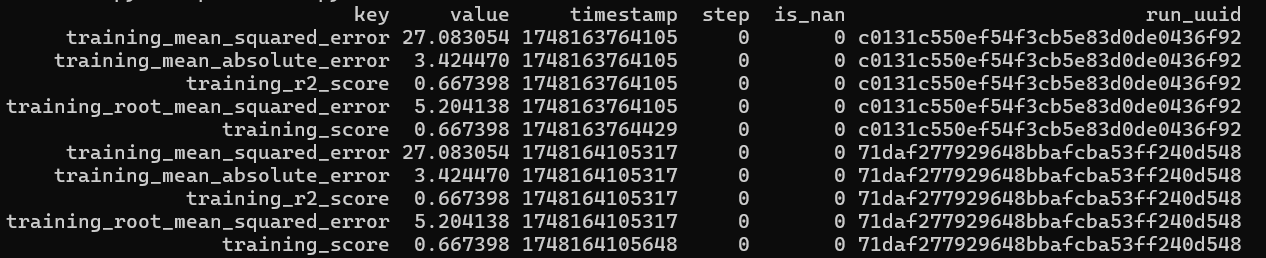 key value timestamp step is_nan run_uuid
training_mean_squared_error 27.083054 1748163764105 0 0 c0131c550ef54f3cb5e83d0de0436f92
training_mean_absolute_error 3.424470 1748163764105 0 0 c0131c550ef54f3cb5e83d0de0436f92
training_r2_score 0.667398 1748163764105 0 0 c0131c550ef54f3cb5e83d0de0436f92
training_root_mean_squared_error 5.204138 1748163764105 0 0 c0131c550ef54f3cb5e83d0de0436f92
training_score 0.667398 1748163764429 0 0 c0131c550ef54f3cb5e83d0de0436f92
training_mean_squared_error 27.083054 1748164105317 0 0 71daf277929648bbafcba53ff240d548
training_mean_absolute_error 3.424470 1748164105317 0 0 71daf277929648bbafcba53ff240d548
training_r2_score 0.667398 1748164105317 0 0 71daf277929648bbafcba53ff240d548
training_root_mean_squared_error 5.204138 1748164105317 0 0 71daf277929648bbafcba53ff240d548
training_score 0.667398 1748164105648 0 0 71daf277929648bbafcba53ff240d548